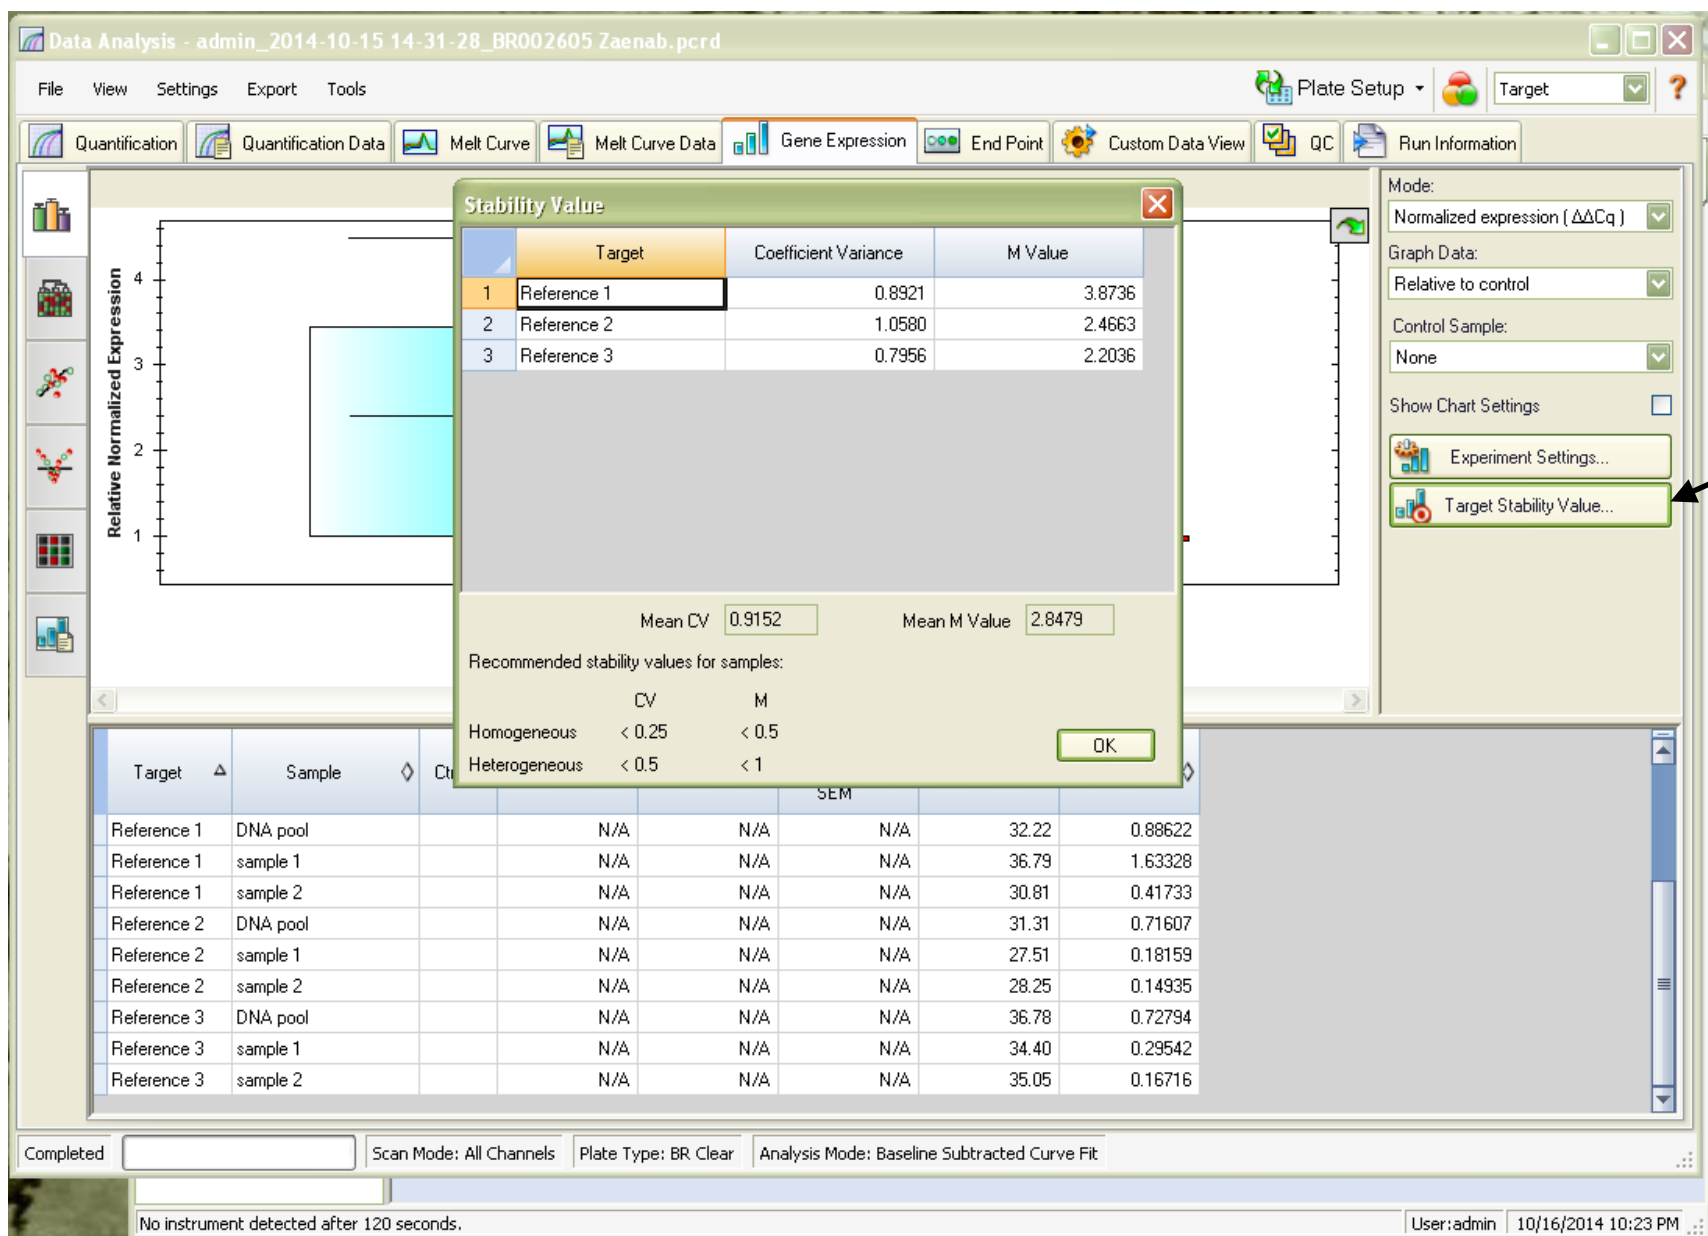 Data Analysis - admin_2014-10-15 14-31-28_BR002605 Zaenab.pcrd
File View Settings Export Tools
Plate Setup Target ?
Quantification Quantification Data Melt Curve Melt Curve Data Gene Expression End Point Custom Data View QC Run Information
Relative Normalized Expression
4
3
2
1
Stability Value
Target Coefficient Variance M Value
1 Reference 1 0.8921 3.8736
2 Reference 2 1.0580 2.4663
3 Reference 3 0.7956 2.2036
Mean CV 0.9152 Mean M Value 2.8479
Recommended stability values for samples:
CV M
Homogeneous < 0.25 < 0.5
Heterogeneous < 0.5 < 1
OK
Mode:
Normalized expression ( ΔΔCq )
Graph Data:
Relative to control
Control Sample:
None
Show Chart Settings
Experiment Settings...
Target Stability Value...
Target Sample SEM
Reference 1 DNA pool N/A N/A N/A 32.22 0.88622
Reference 1 sample 1 N/A N/A N/A 36.79 1.63328
Reference 1 sample 2 N/A N/A N/A 30.81 0.41733
Reference 2 DNA pool N/A N/A N/A 31.31 0.71607
Reference 2 sample 1 N/A N/A N/A 27.51 0.18159
Reference 2 sample 2 N/A N/A N/A 28.25 0.14935
Reference 3 DNA pool N/A N/A N/A 36.78 0.72794
Reference 3 sample 1 N/A N/A N/A 34.40 0.29542
Reference 3 sample 2 N/A N/A N/A 35.05 0.16716
Completed Scan Mode: All Channels Plate Type: BR Clear Analysis Mode: Baseline Subtracted Curve Fit
No instrument detected after 120 seconds. User:admin 10/16/2014 10:23 PM